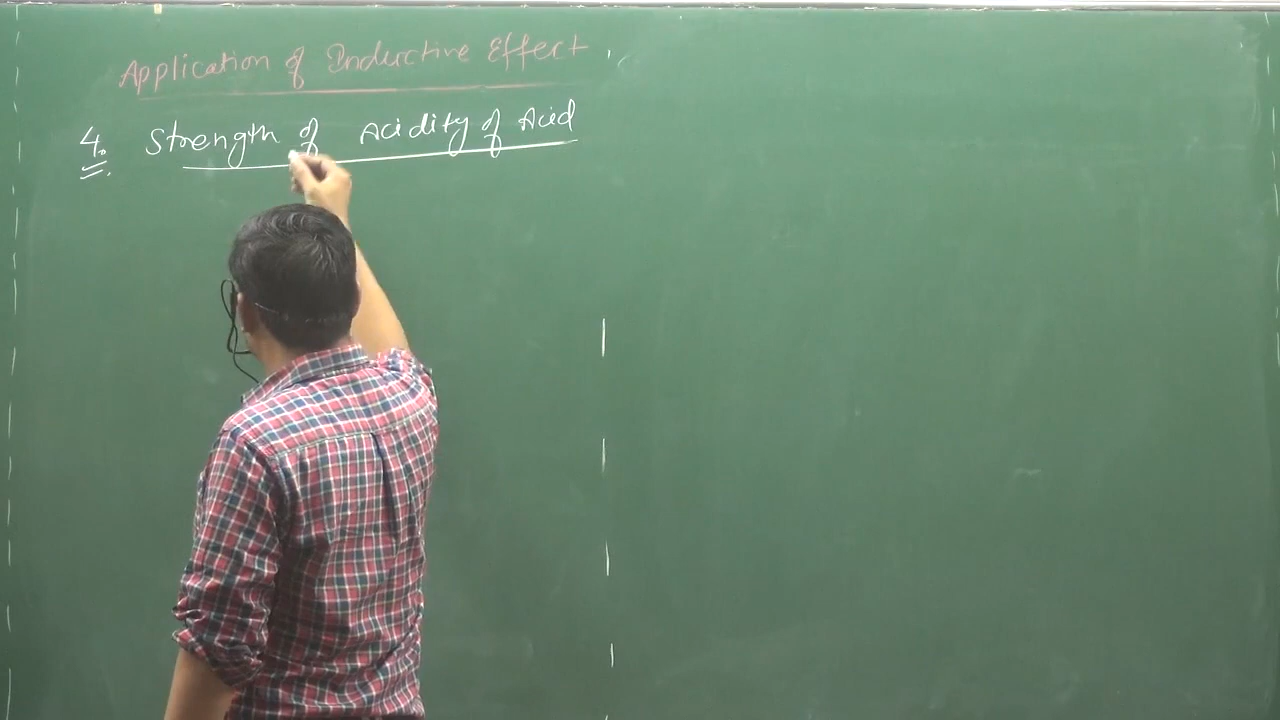 Application of Inductive Effect
4. Strength of Acidity of Acid